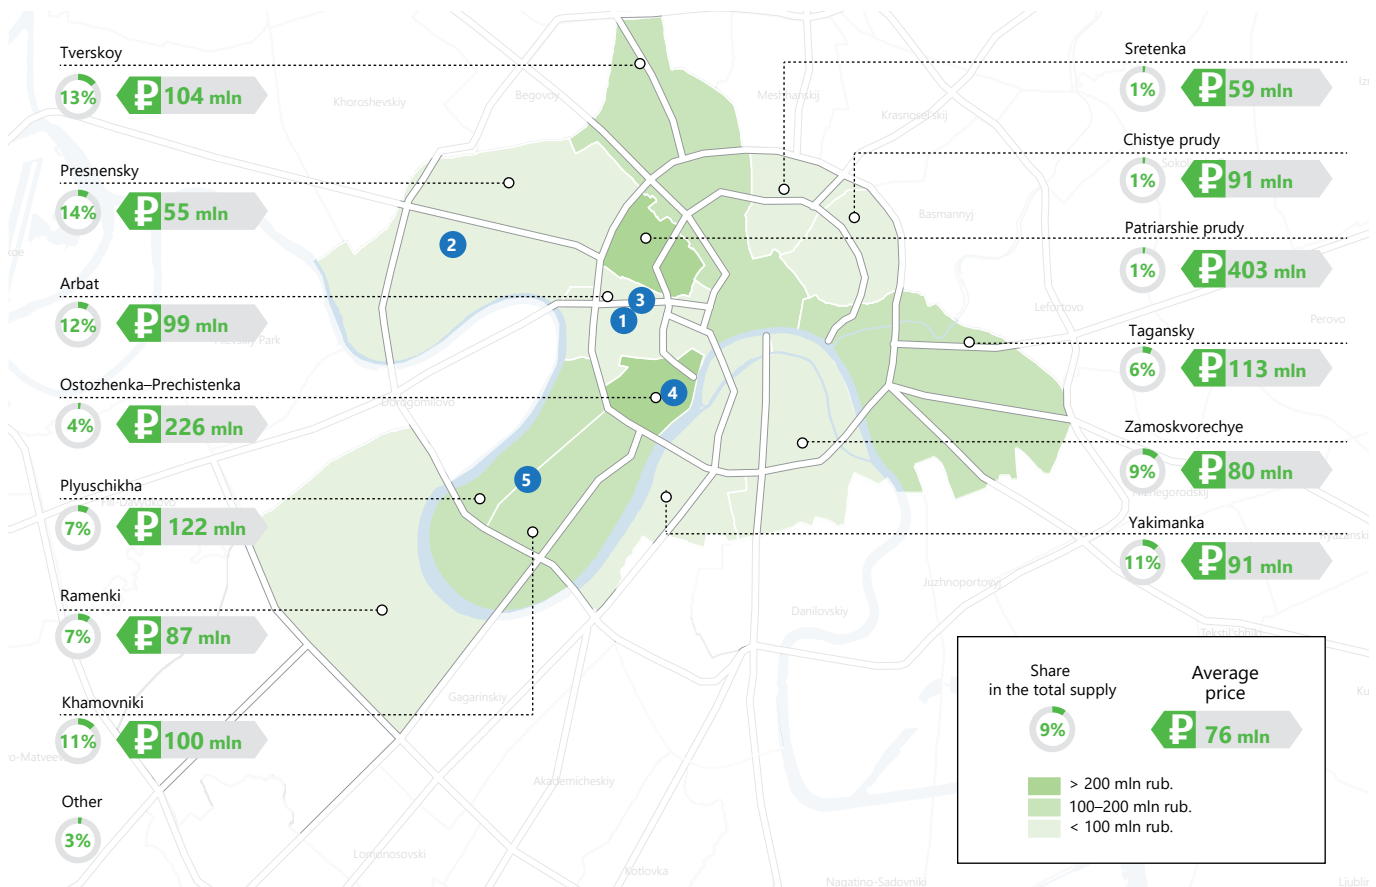 Tverskoy
13%
₽ 104 mln
Presnensky
14%
₽ 55 mln
Arbat
12%
₽ 99 mln
Ostozhenka–Prechistenka
4%
₽ 226 mln
Plyuschikha
7%
₽ 122 mln
Ramenki
7%
₽ 87 mln
Khamovniki
11%
₽ 100 mln
Other
3%
Sretenka
1%
₽ 59 mln
Chistye prudy
1%
₽ 91 mln
Patriarshie prudy
1%
₽ 403 mln
Tagansky
6%
₽ 113 mln
Zamoskvorechye
9%
₽ 80 mln
Yakimanka
11%
₽ 91 mln
2
3
1
4
5
Khoroshevskiy
Begovoy
Krasnosel'skij
Basmannyj
Lefortovo
Perovo
Dorogomilovo
Juzhnoportovyj
Danilovskiy
Gagarinskiy
Akademicheskiy
Lomonosovski
Kotlovka
Nagatino-Sadovniki
Share
in the total supply
9%
Average
price
₽ 76 mln
> 200 mln rub.
100–200 mln rub.
< 100 mln rub.